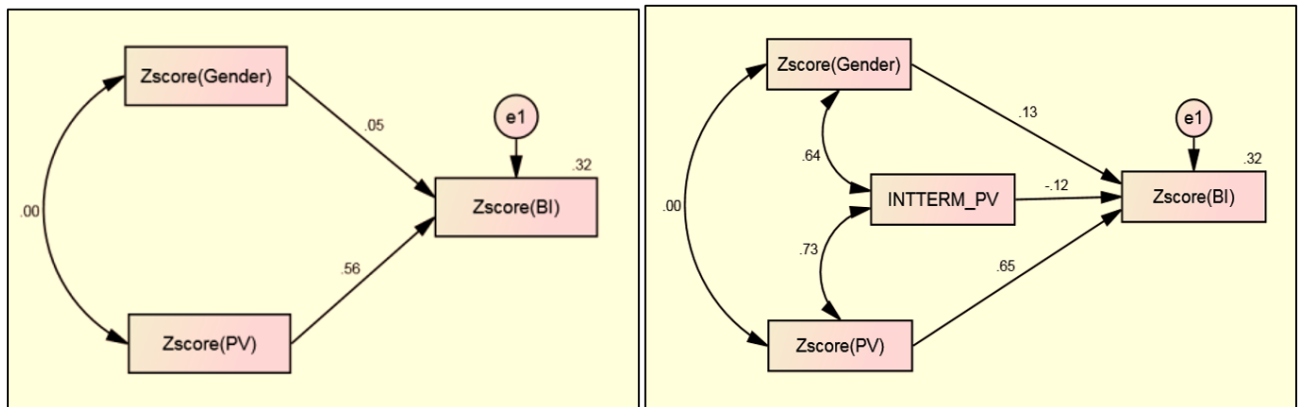 Zscore(Gender)
.05
e1
.32
Zscore(BI)
.00
.56
Zscore(PV)
Zscore(Gender)
.13
e1
.32
.64
-.12
Zscore(BI)
INTTERM_PV
.00
.73
.65
Zscore(PV)